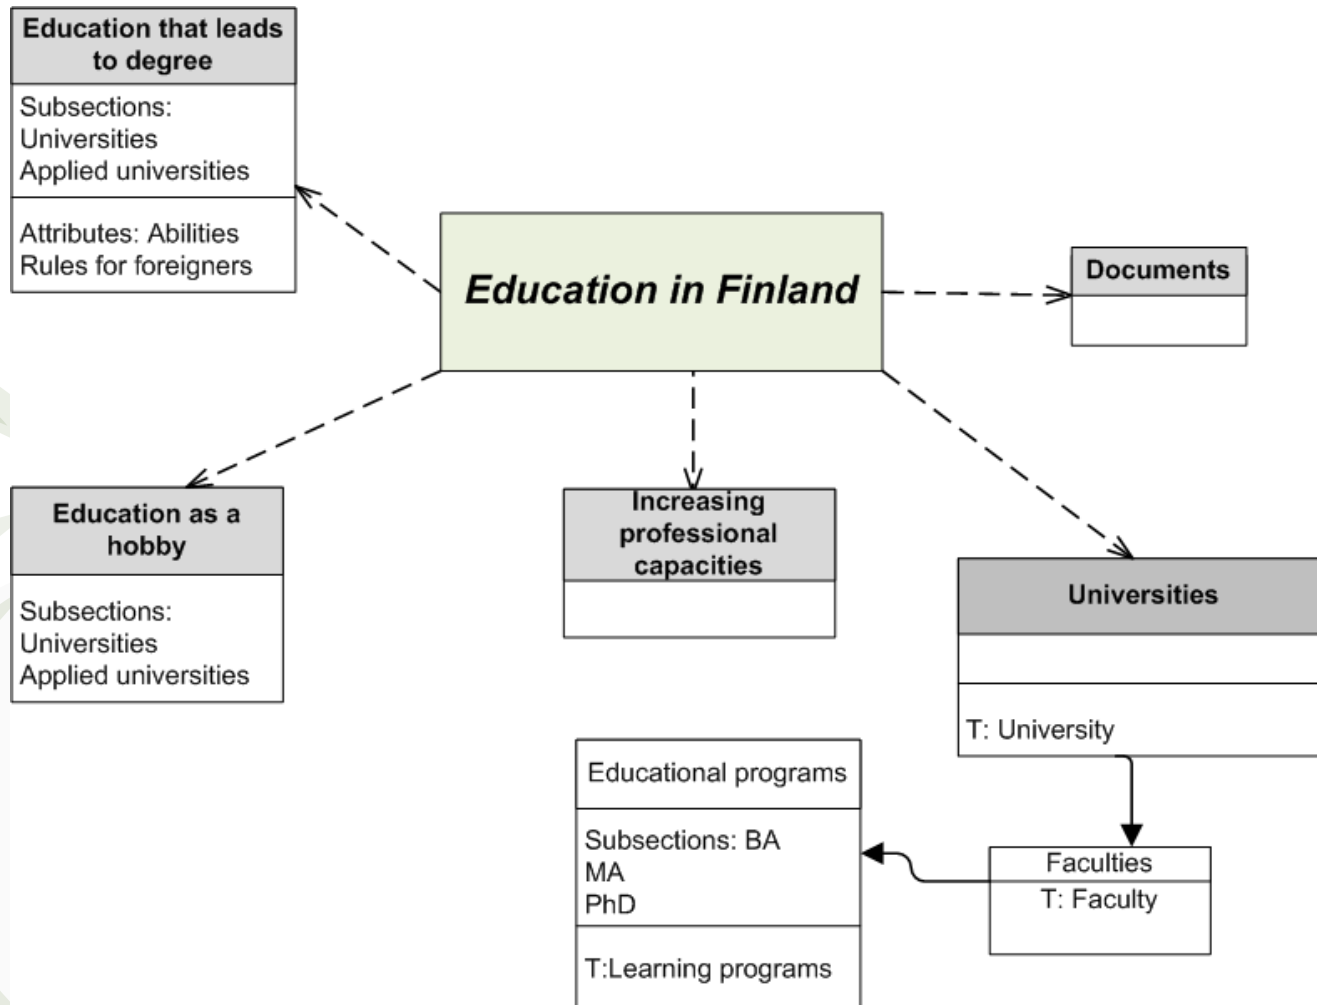 Education that leads
to degree
Subsections:
Universities
Applied universities
Attributes: Abilities
Rules for foreigners
Education in Finland
Documents
Education as a
hobby
Subsections:
Universities
Applied universities
Increasing
professional
capacities
Universities
T: University
Educational programs
Subsections: BA
MA
PhD
T:Learning programs
Faculties
T: Faculty